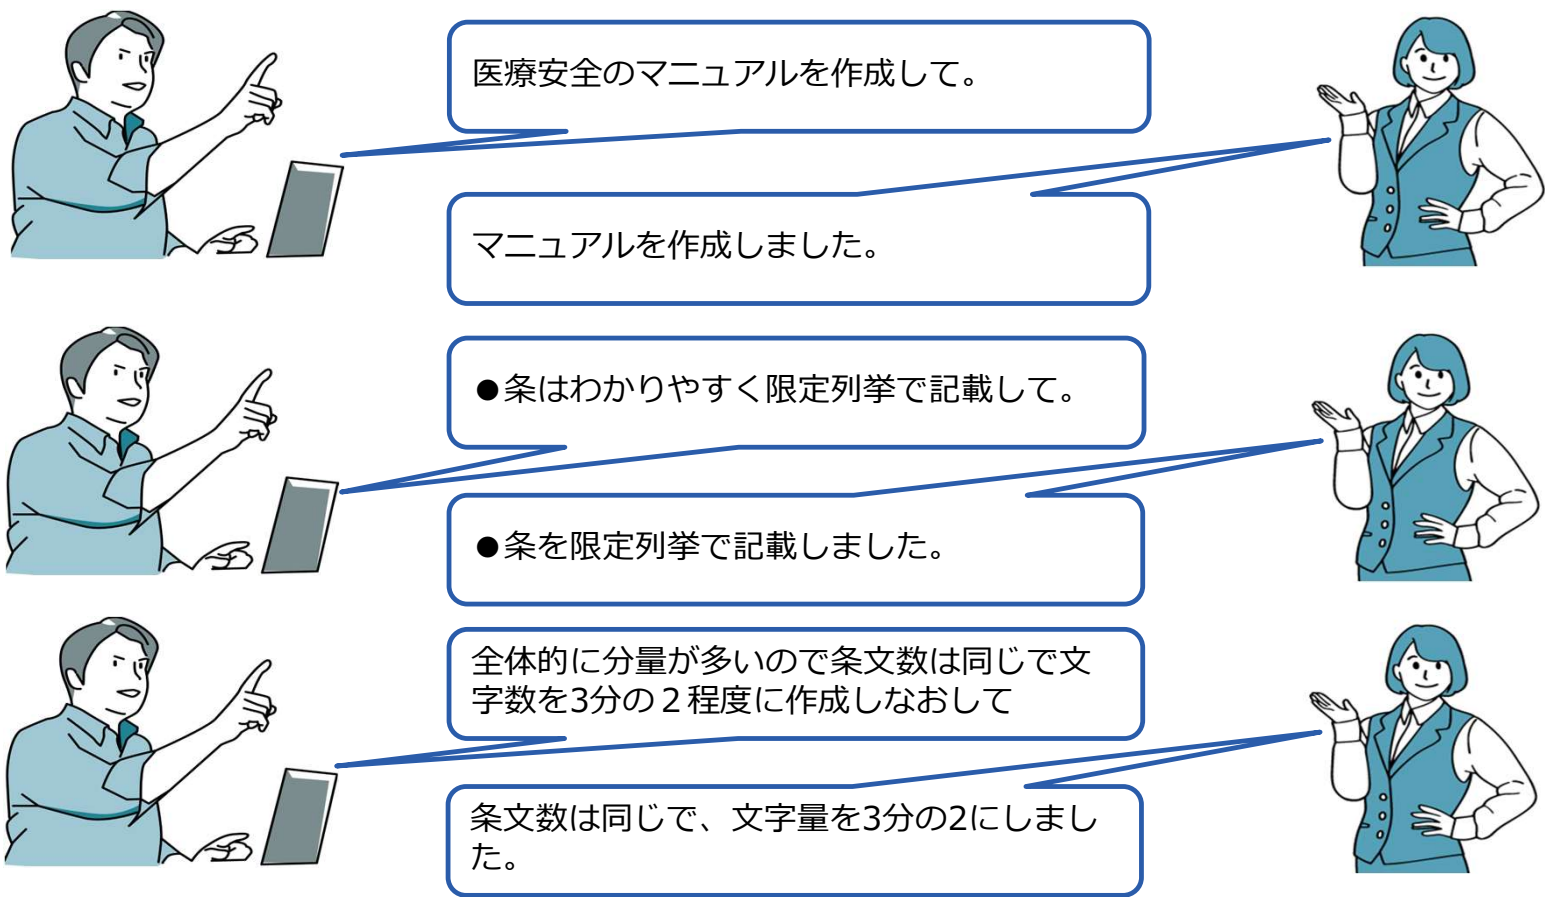 医療安全のマニュアルを作成して。
マニュアルを作成しました。
●条はわかりやすく限定列挙で記載して。
●条を限定列挙で記載しました。
全体的に分量が多いので条文数は同じで文
字数を3分の２程度に作成しなおして
条文数は同じで、文字量を3分の2にしまし
た。